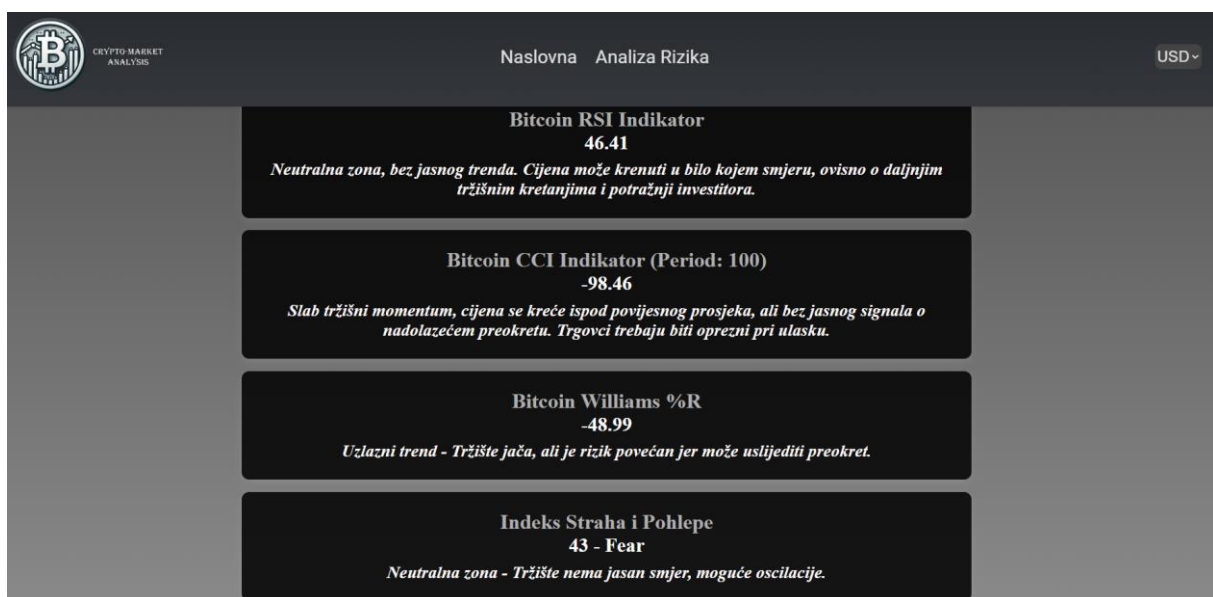 CRYPTO-MARKET
ANALYSIS
Naslovna Analiza Rizika
USD
Bitcoin RSI Indikator
46.41
Neutralna zona, bez jasnog trenda. Cijena može krenuti u bilo kojem smjeru, ovisno o daljnjim
tržišnim kretanjima i potražnji investitora.
Bitcoin CCI Indikator (Period: 100)
-98.46
Slab tržišni momentum, cijena se kreće ispod povijesnog prosjeka, ali bez jasnog signala o
nadolazećem preokretu. Trgovci trebaju biti oprezni pri ulasku.
Bitcoin Williams %R
-48.99
Uzlazni trend - Tržište jača, ali je rizik povećan jer može uslijediti preokret.
Indeks Straha i Pohlepe
43 - Fear
Neutralna zona - Tržište nema jasan smjer, moguće oscilacije.